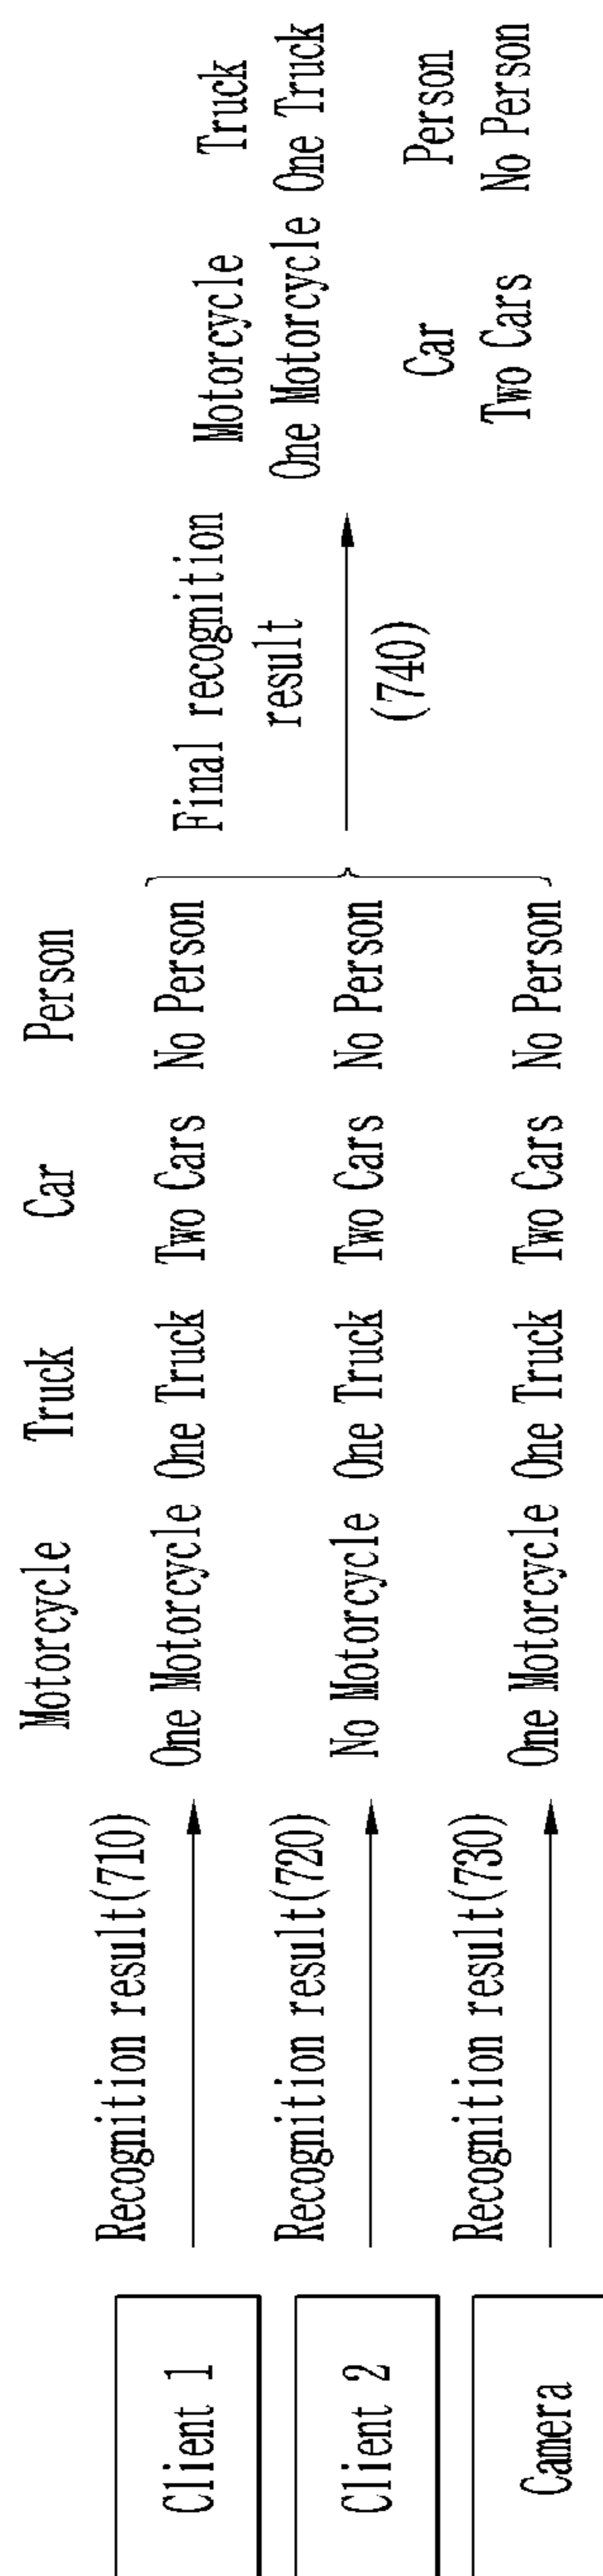 Motorcycle Truck Car Person
Client 1
Recognition result(710)
One Motorcycle One Truck Two Cars No Person
Client 2
Recognition result(720)
No Motorcycle One Truck Two Cars No Person
Camera
Recognition result(730)
One Motorcycle One Truck Two Cars No Person
Final recognition
result
(740)
Motorcycle Truck
One Motorcycle One Truck
Car Person
Two Cars No Person